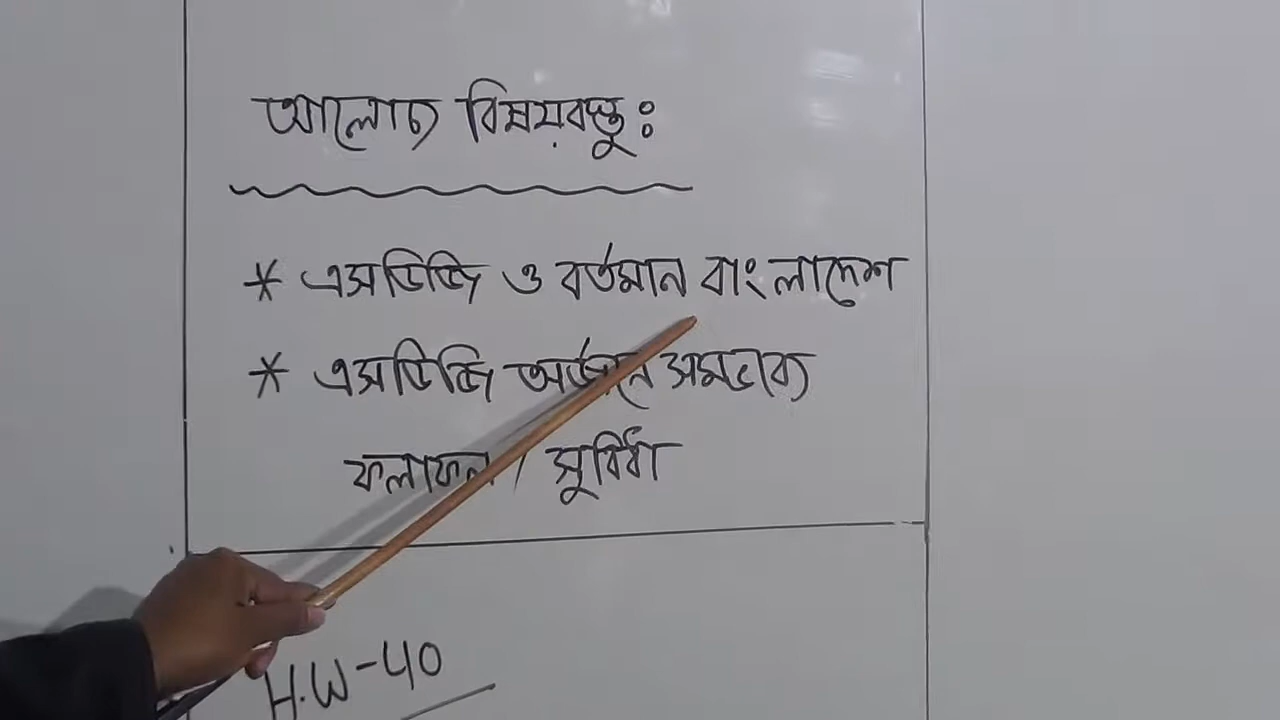 আলোচ্য বিষয়বস্তু:
* এসডিজি ও বর্তমান বাংলাদেশ
* এসডিজি অর্জনে সম্ভাব্য
ফলাফল / সুবিধা
H.W-40